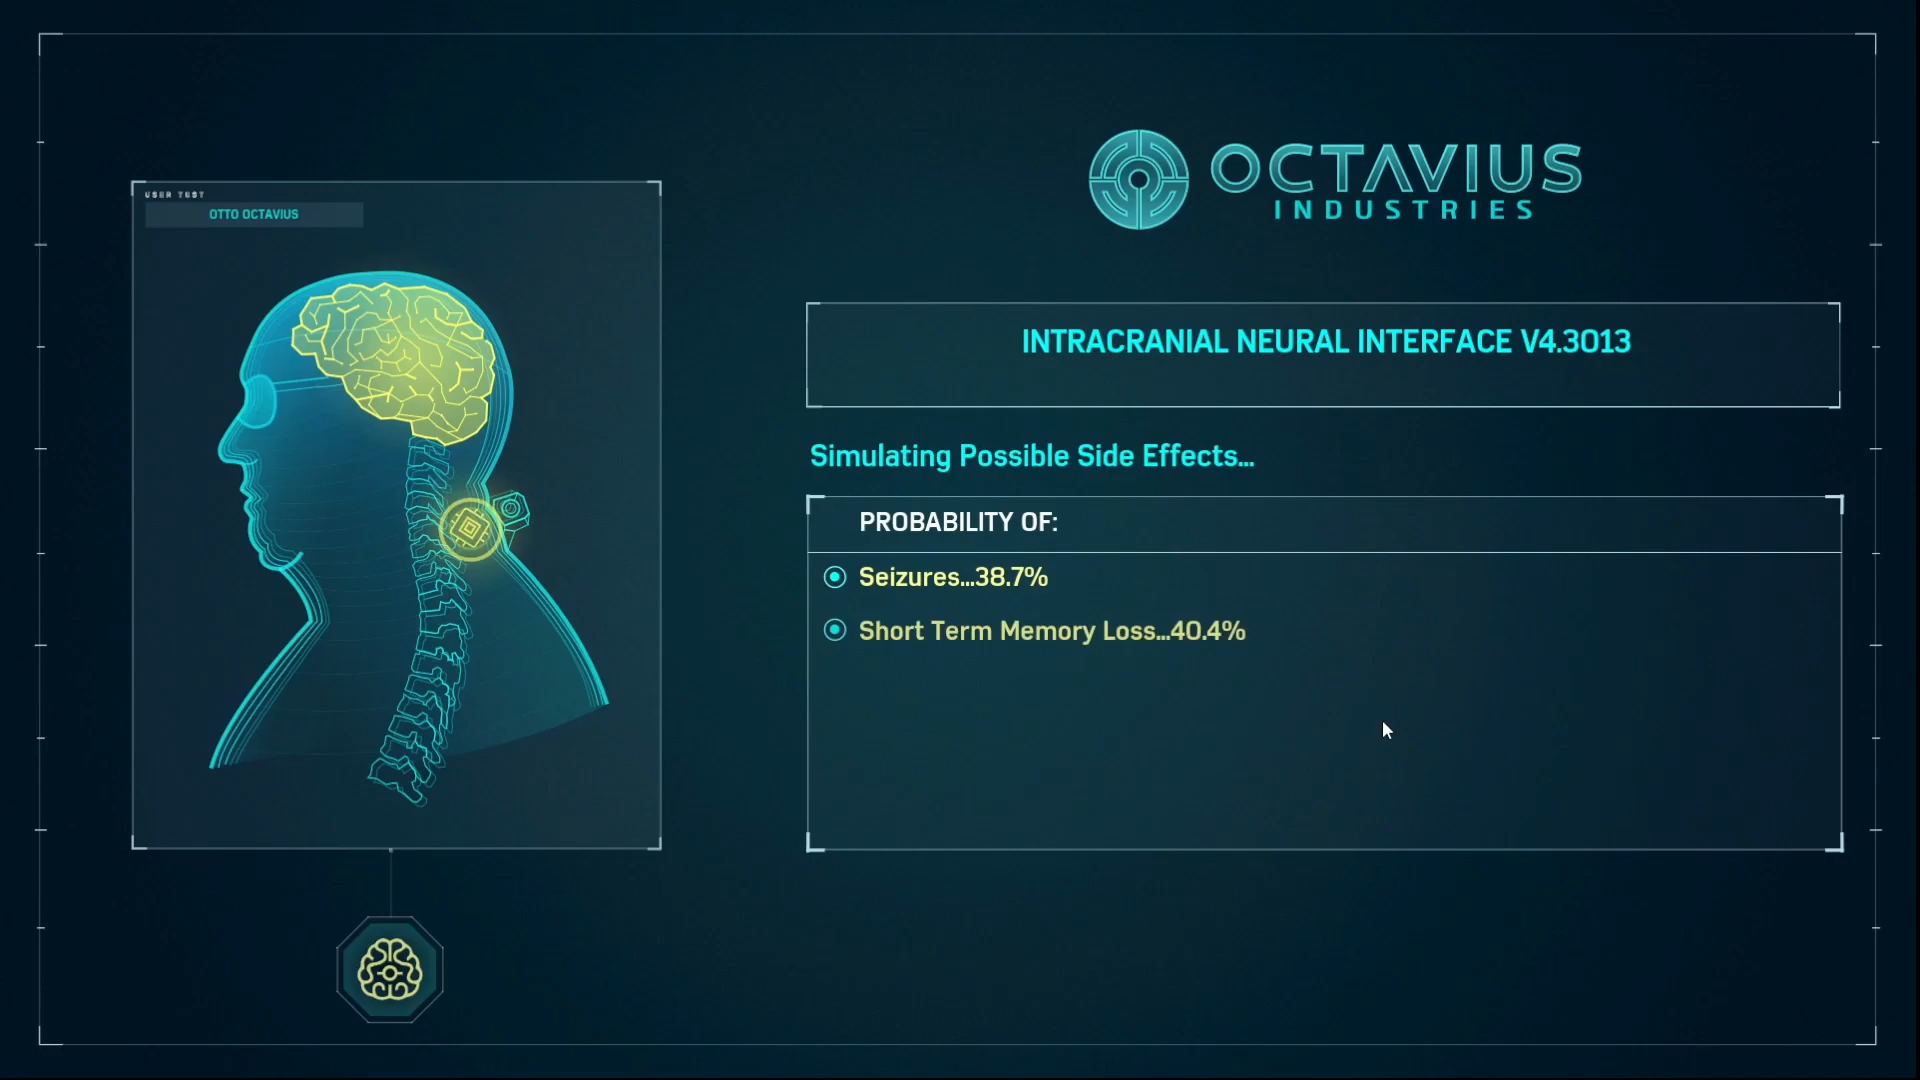 USER TEST
OTTO OCTAVIUS
OCTAVIUS
INDUSTRIES
INTRACRANIAL NEURAL INTERFACE V4.3013
Simulating Possible Side Effects...
PROBABILITY OF:
Seizures...38.7%
Short Term Memory Loss...40.4%